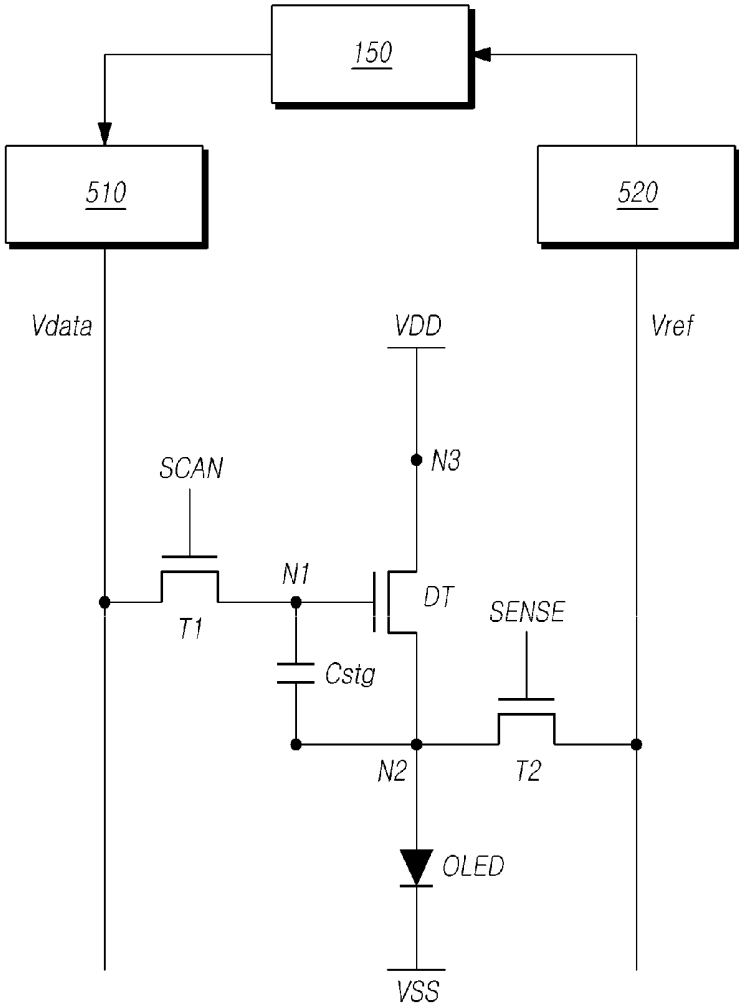 150
510
520
Vdata
VDD
Vref
N3
SCAN
N1
DT
T1
SENSE
Cstg
N2
T2
OLED
VSS